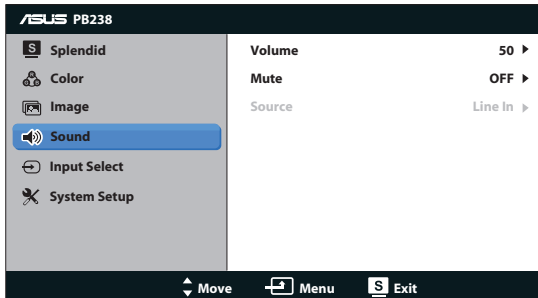 ASUS PB238
S Splendid
Color
Image
Sound
Input Select
System Setup
Volume 50
Mute OFF
Source Line In
Move Menu S Exit